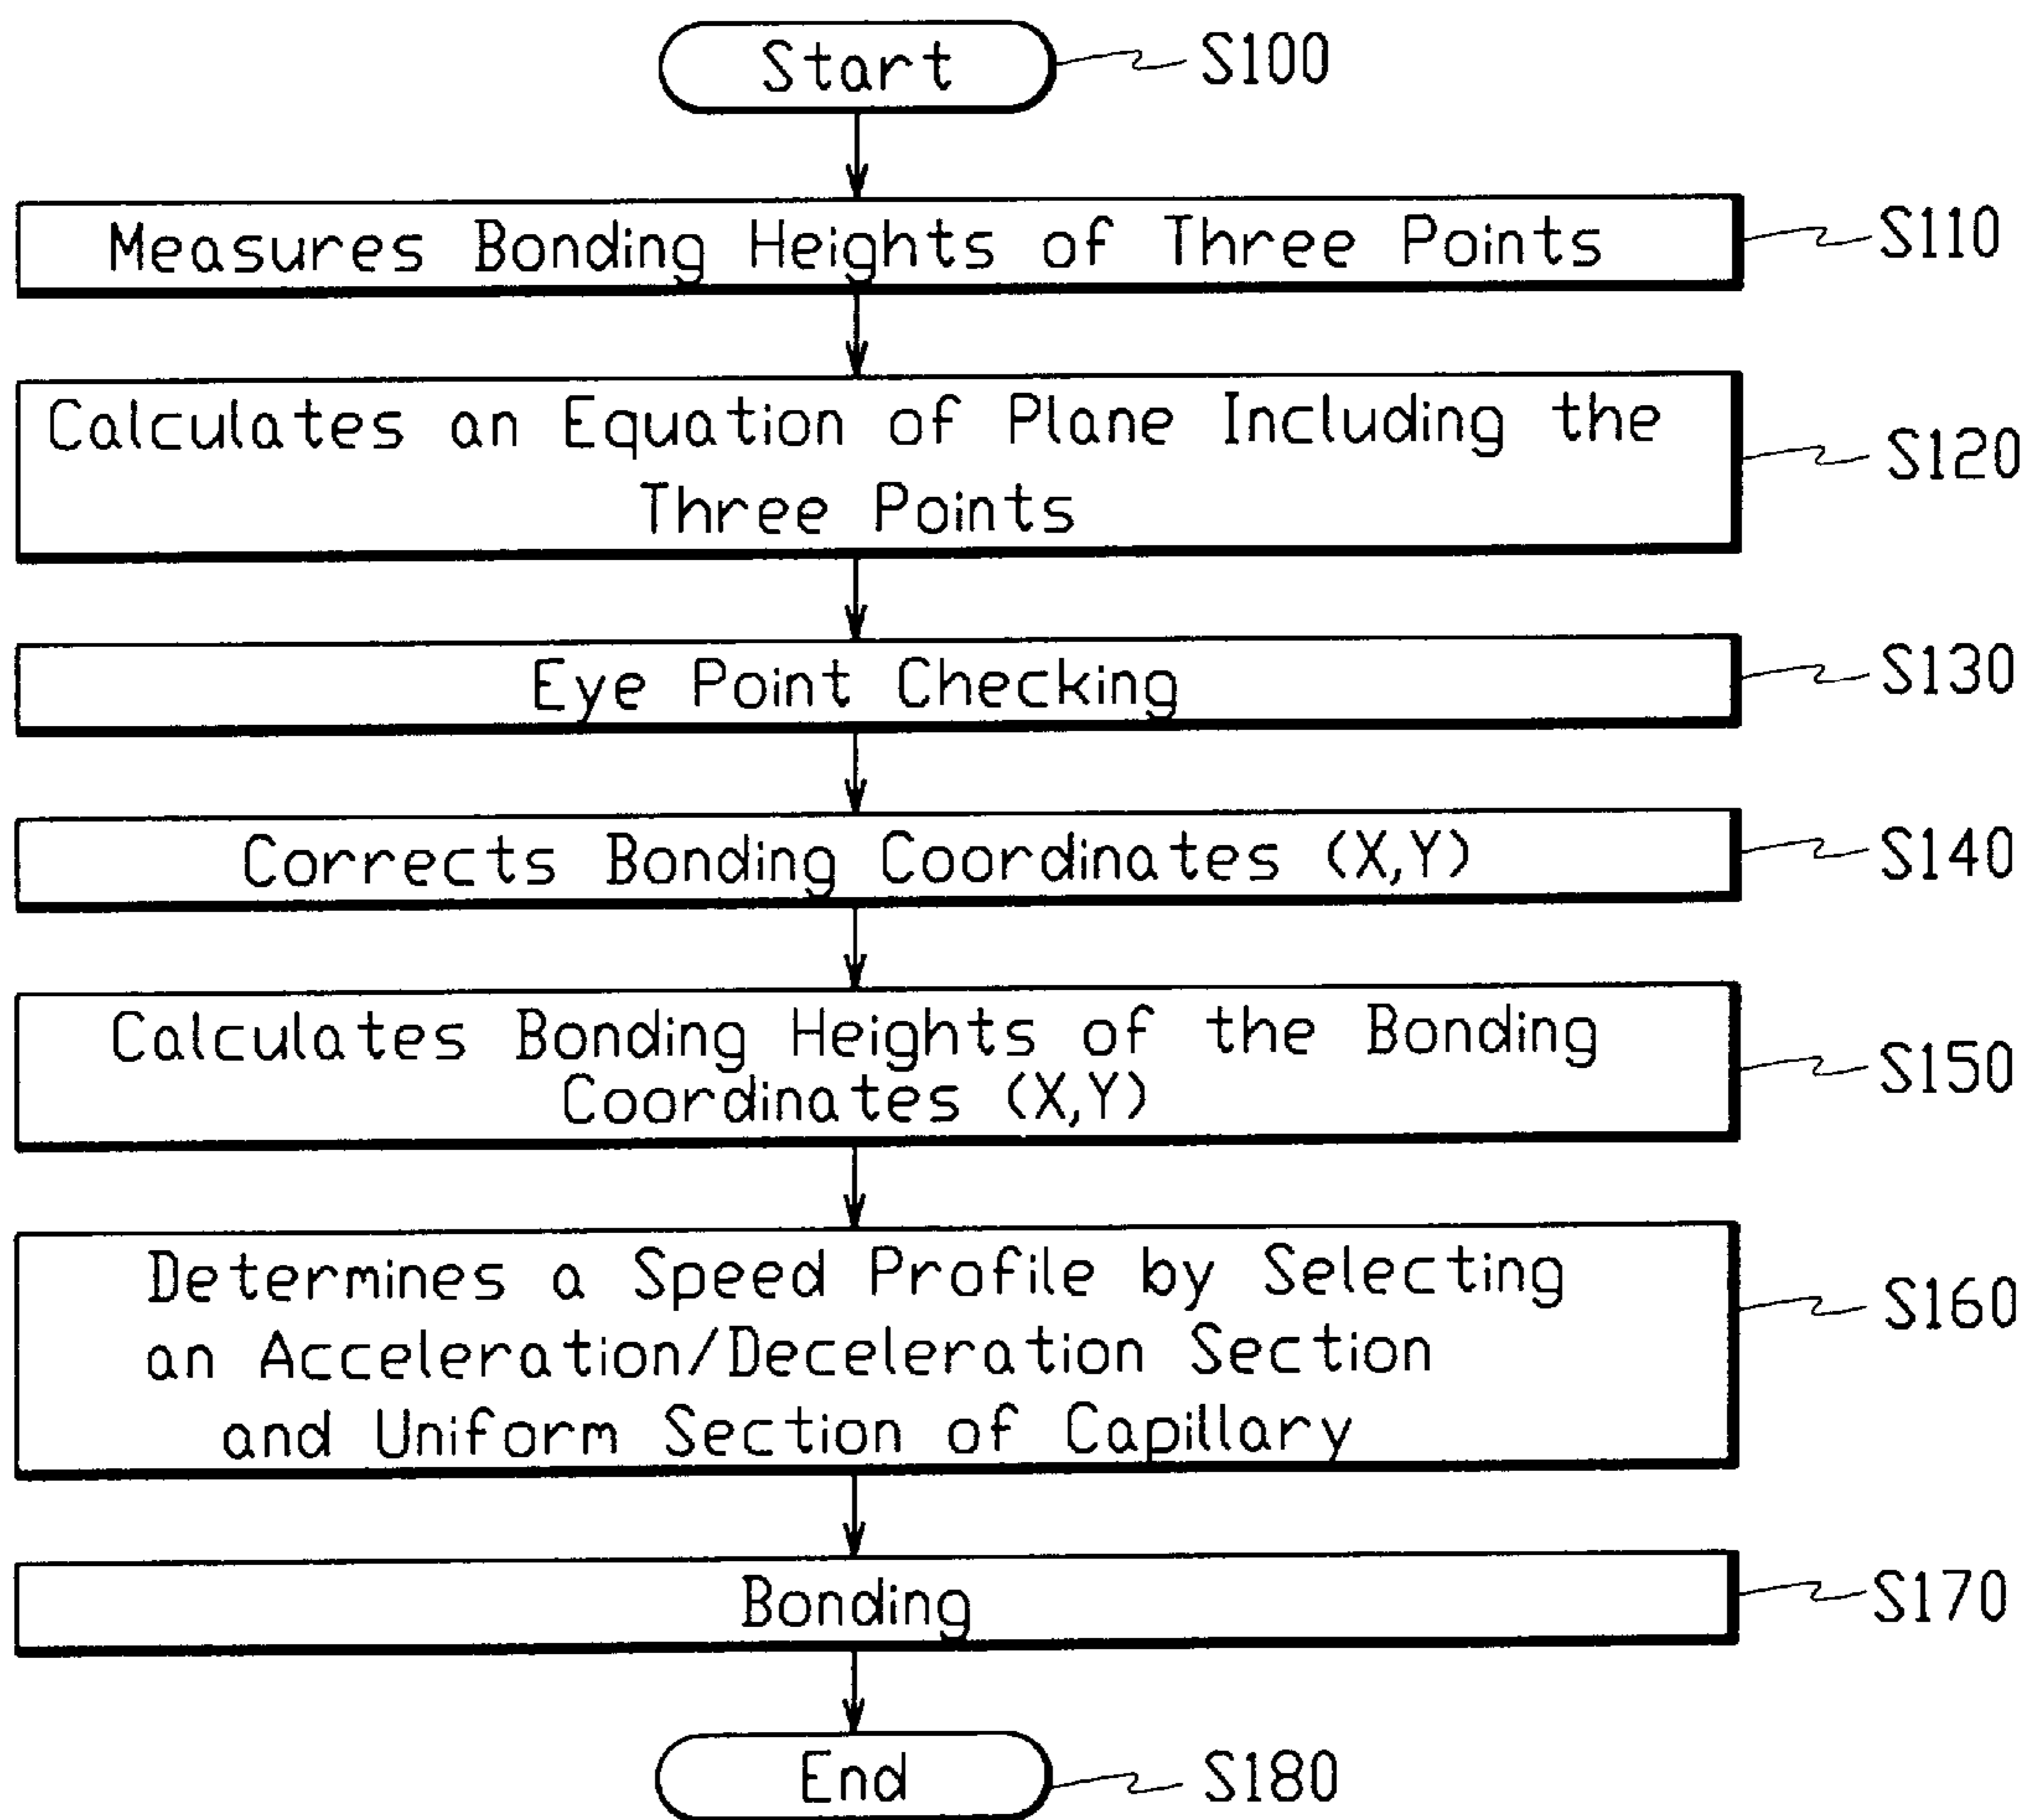 Start
S100
Measures Bonding Heights of Three Points
S110
Calculates an Equation of Plane Including the
Three Points
S120
Eye Point Checking
S130
Corrects Bonding Coordinates (X,Y)
S140
Calculates Bonding Heights of the Bonding
Coordinates (X,Y)
S150
Determines a Speed Profile by Selecting
an Acceleration/Deceleration Section
and Uniform Section of Capillary
S160
Bonding
S170
End
S180